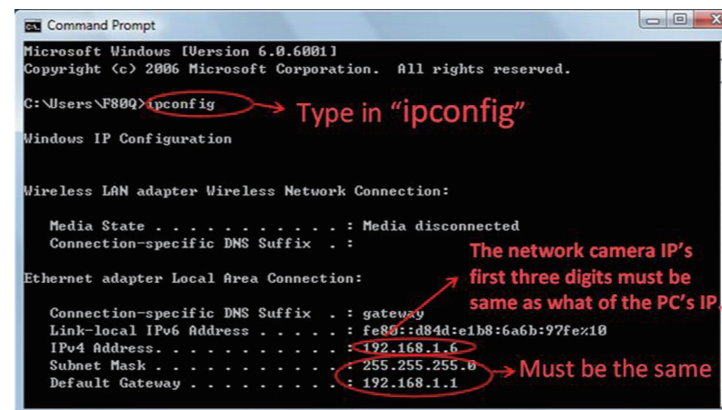 Command Prompt
Microsoft Windows [Version 6.0.6001]
Copyright (c) 2006 Microsoft Corporation.  All rights reserved.
C:\Users\F80Q>ipconfig
Type in “ipconfig”
Windows IP Configuration
Wireless LAN adapter Wireless Network Connection:
Media State . . . . . . . . . . . : Media disconnected
Connection-specific DNS Suffix  . :
The network camera IP’s
first three digits must be
same as what of the PC’s IP.
Ethernet adapter Local Area Connection:
Connection-specific DNS Suffix  . : gateway
Link-local IPv6 Address . . . . . : fe80::d84d:e1b8:6a6b:97fe%10
IPv4 Address. . . . . . . . . . . : 192.168.1.6
Subnet Mask . . . . . . . . . . . : 255.255.255.0
Default Gateway . . . . . . . . . : 192.168.1.1
Must be the same